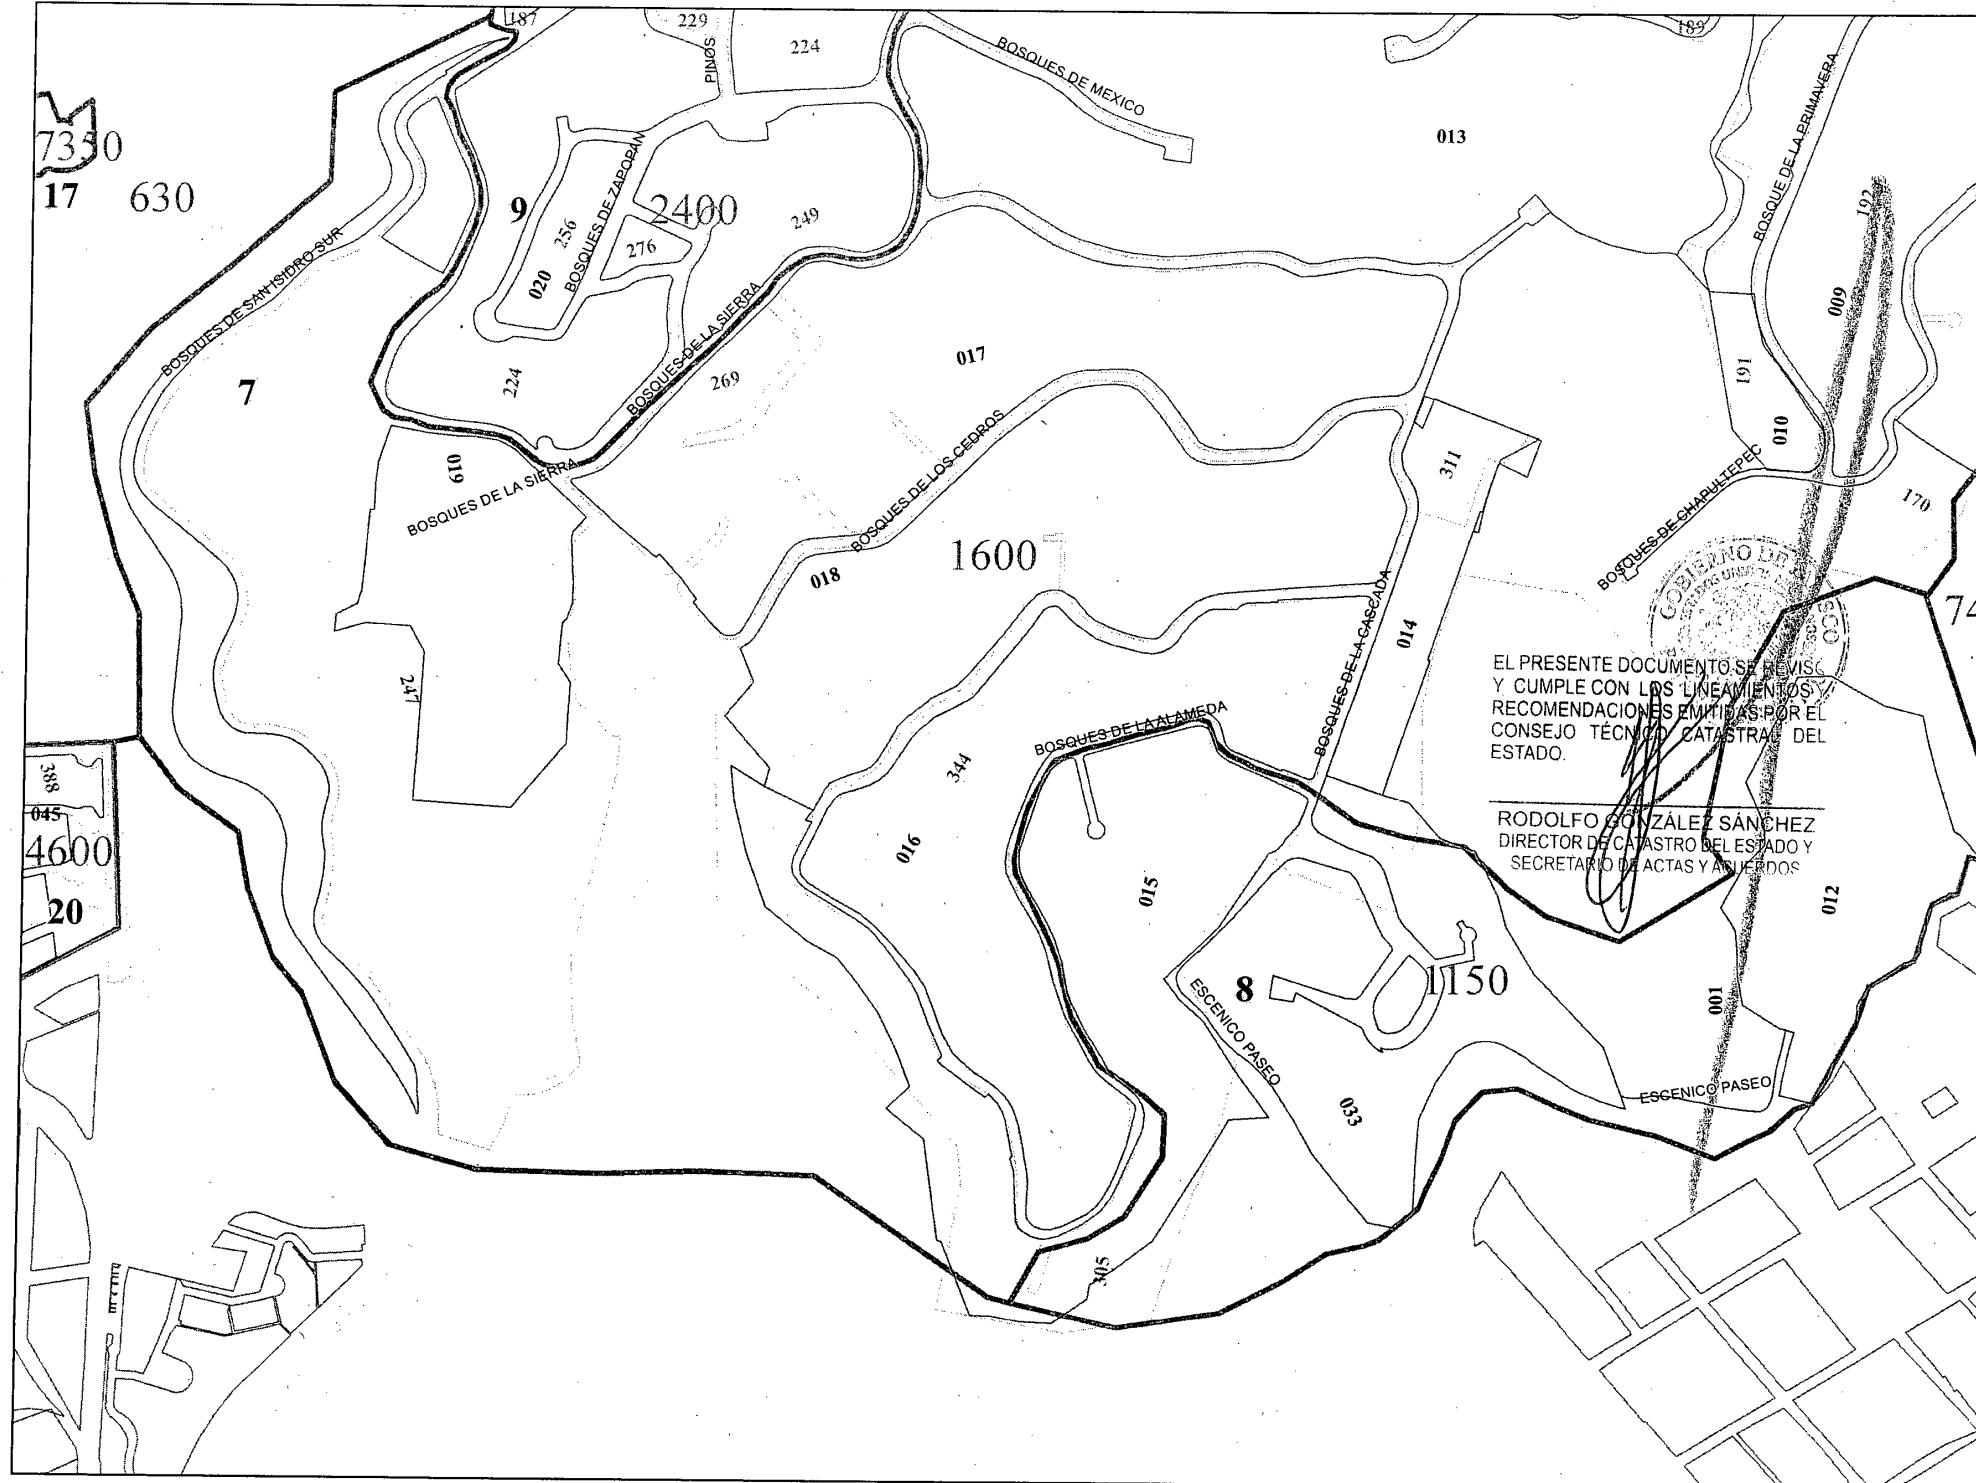 187
229
PINOS
224
BOSQUES DE MEXICO
189
BOSQUE DE LA PRIMAVERA
013
7350
17
630
9
2400
249
192
256
BOSQUES DE ZAPOPAN
276
020
BOSQUES DE SAN ISIDRO SUR
BOSQUES DE LA SIERRA
009
7
224
269
017
191
010
019
BOSQUES DE LA SIERRA
BOSQUES DE LOS CEDROS
311
BOSQUES DE CHAPULTEPEC
170
1600
018
GOBIERNO DE
BOSQUES DE LA CASCADA
014
74
247
EL PRESENTE DOCUMENTO SE REVISO
Y CUMPLE CON LOS LINEAMIENTOS Y
RECOMENDACIONES EMITIDAS POR EL
CONSEJO TÉCNICO CATASTRAL DEL
ESTADO.
BOSQUES DE LA ALAMEDA
344
388
045
4600
20
016
015
RODOLFO GONZÁLEZ SÁNCHEZ
DIRECTOR DE CATASTRO DEL ESTADO Y
SECRETARIO DE ACTAS Y ACUERDOS
012
8
1150
001
ESCENICO PASEO
ESCENICO PASEO
033
305